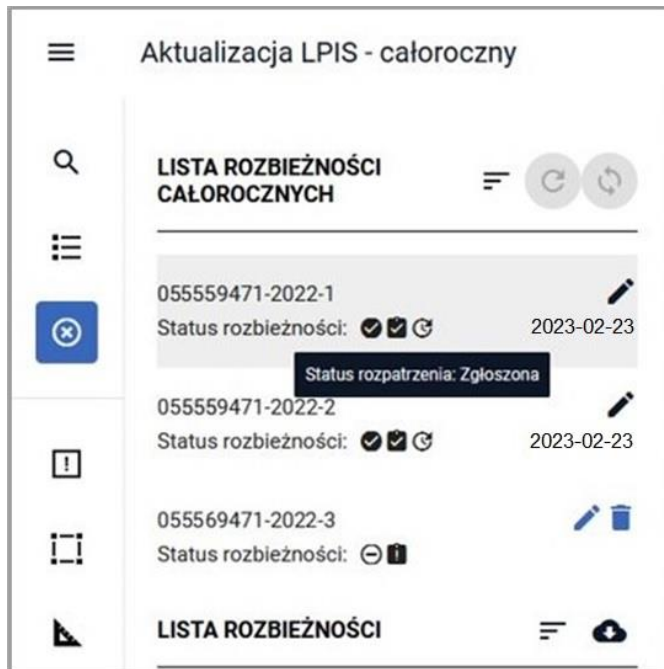 Aktualizacja LPIS - całoroczny
LISTA ROZBIEŻNOŚCI
CAŁOROCZNYCH
055559471-2022-1
Status rozbieżności: 2023-02-23
Status rozpatrzenia: Zgłoszona
055559471-2022-2
Status rozbieżności: 2023-02-23
055569471-2022-3
Status rozbieżności:
LISTA ROZBIEŻNOŚCI